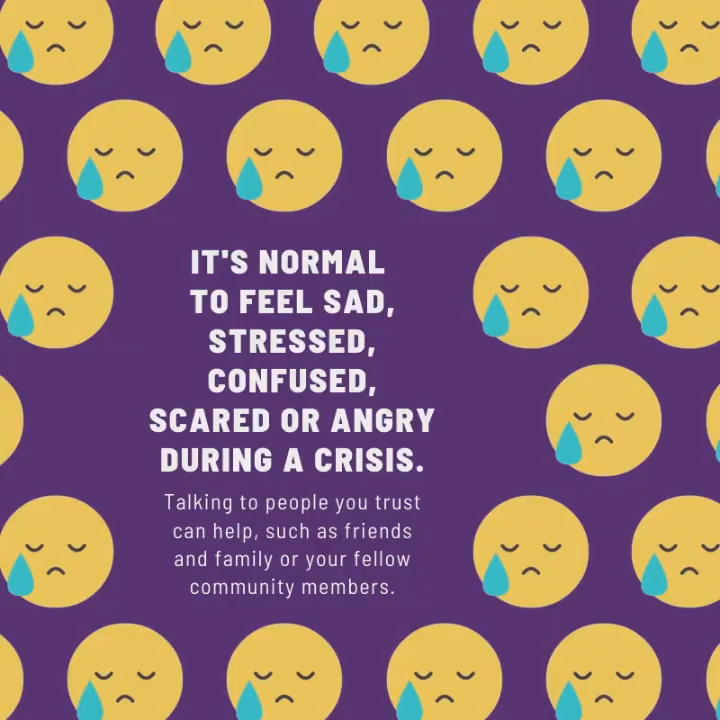 IT'S NORMAL
TO FEEL SAD,
STRESSED,
CONFUSED,
SCARED OR ANGRY
DURING A CRISIS.
Talking to people you trust
can help, such as friends
and family or your fellow
community members.